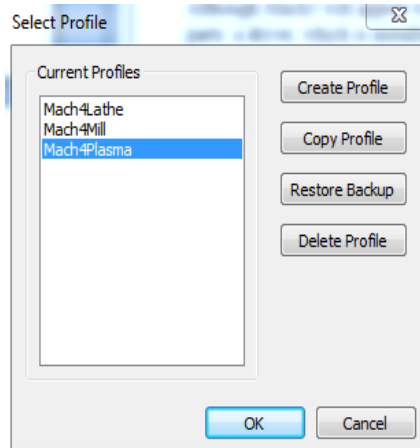 Select Profile
Current Profiles
Mach4Lathe
Mach4Mill
Mach4Plasma
Create Profile
Copy Profile
Restore Backup
Delete Profile
OK
Cancel